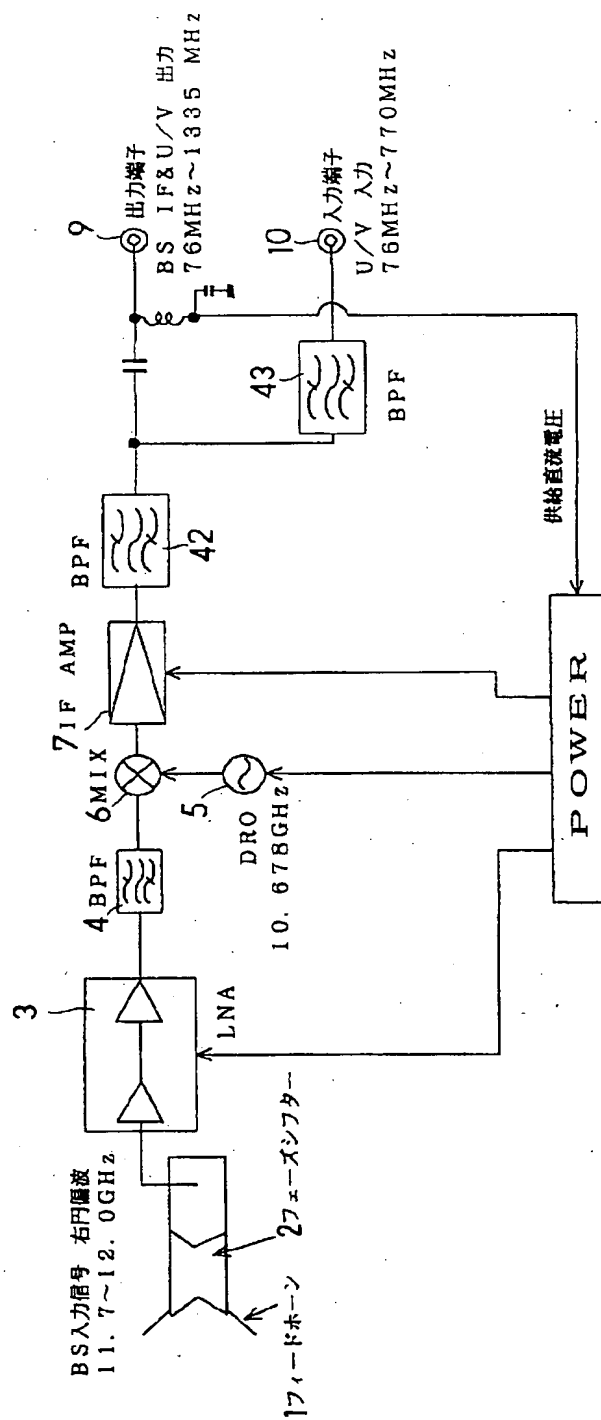 BS入力信号 右円偏波
11.7~12.0GHz
1フィードホーン
2フェーズシフター
3
LNA
4
BPF
6MIX
5
DRO
10.678GHz
7IF AMP
BPF
42
43
BPF
9
出力端子
BS IF&U/V 出力
76MHz~1335 MHz
10
入力端子
U/V 入力
76MHz~770MHz
供給直流電圧
POWER